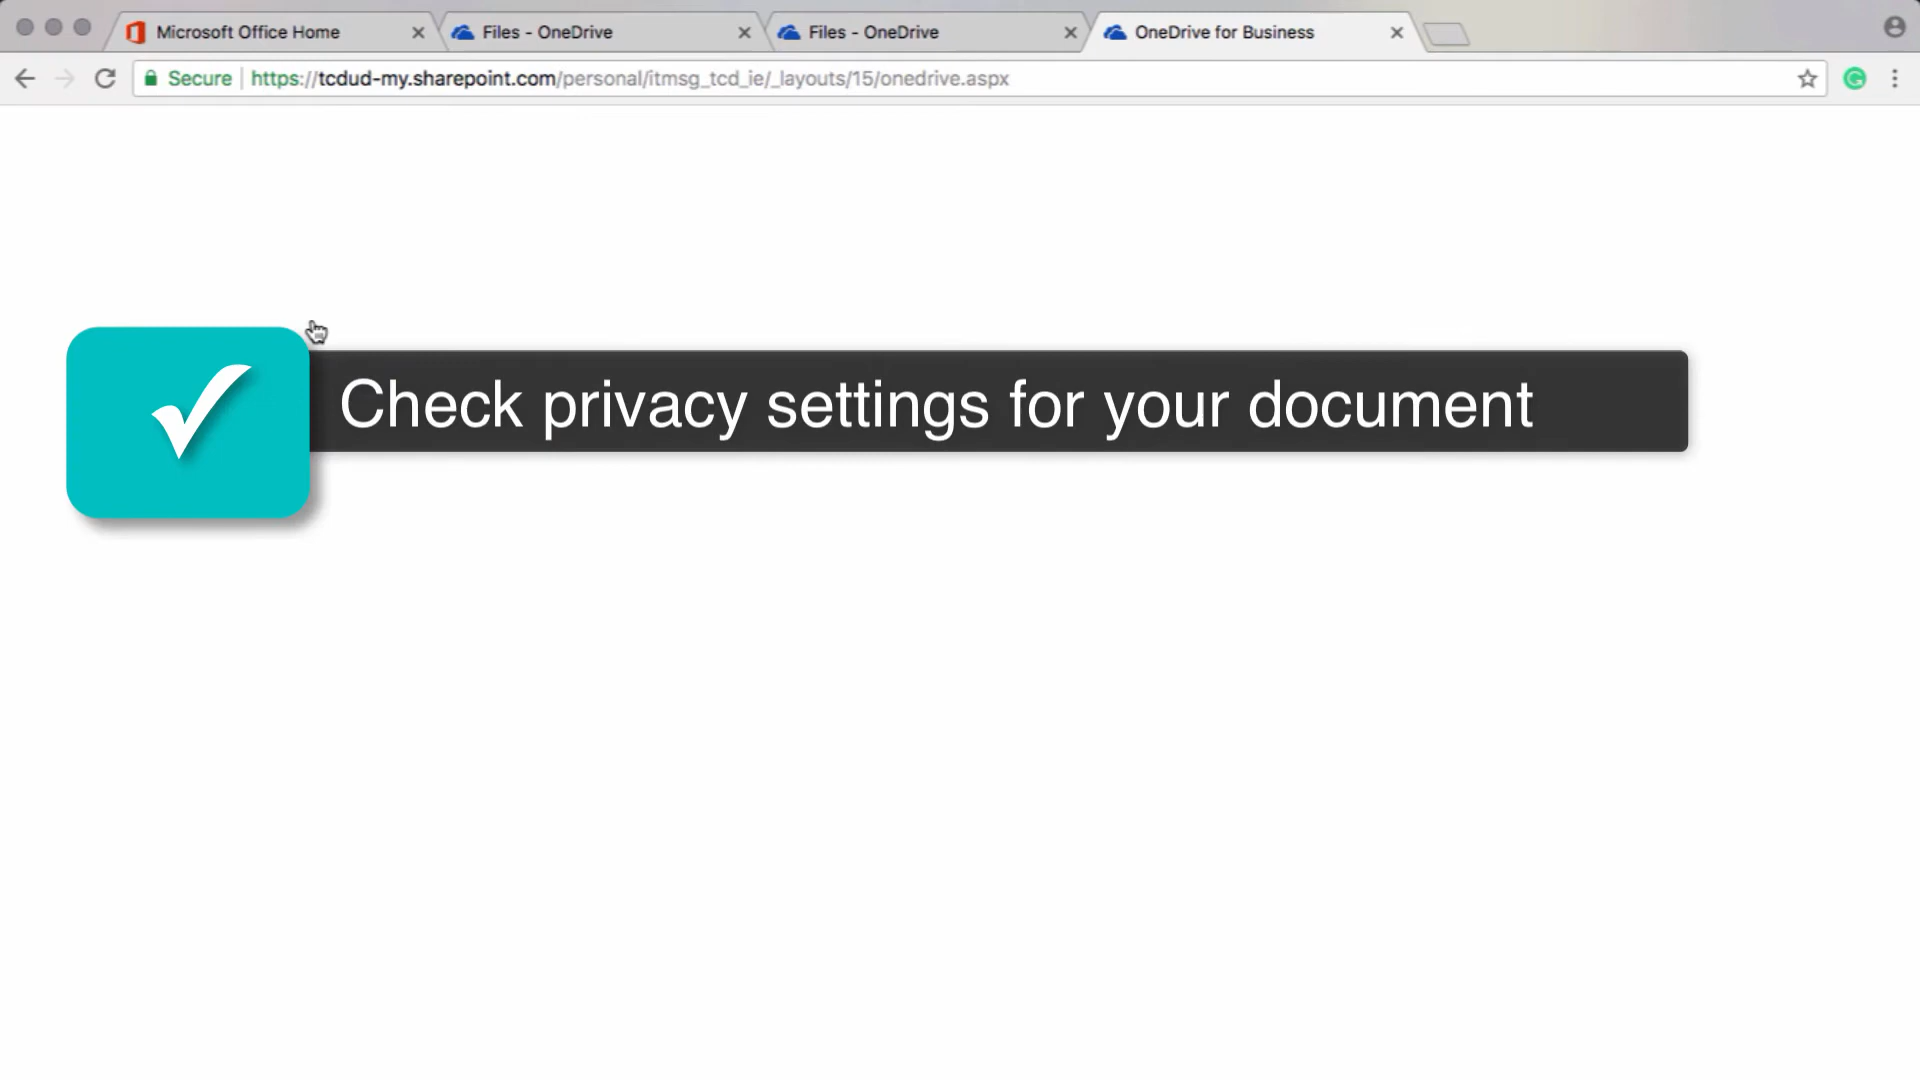 Microsoft Office Home
Files - OneDrive
Files - OneDrive
OneDrive for Business
Secure
https://tcdud-my.sharepoint.com/personal/itmsg_tcd_ie/_layouts/15/onedrive.aspx
Check privacy settings for your document